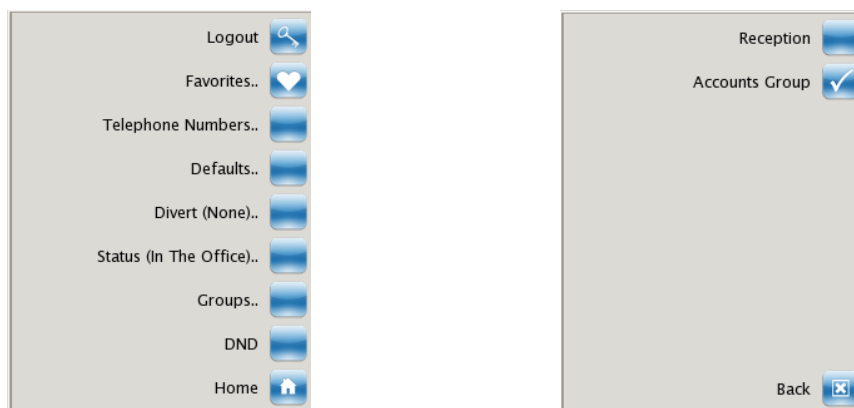 Logout
Favorites..
Telephone Numbers..
Defaults..
Divert (None)..
Status (In The Office)..
Groups..
DND
Home
Reception
Accounts Group
Back